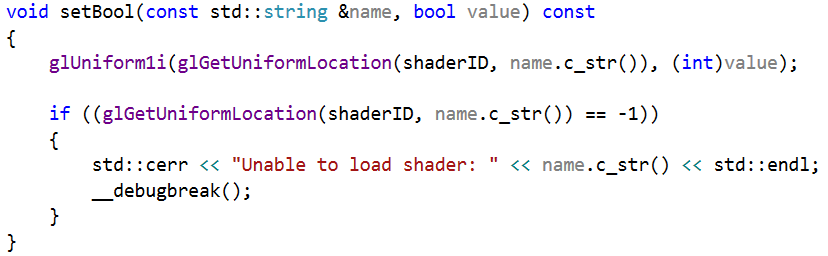 void setBool(const std::string &name, bool value) const
{
glUniform1i(glGetUniformLocation(shaderID, name.c_str()), (int)value);
if ((glGetUniformLocation(shaderID, name.c_str()) == -1))
{
std::cerr << "Unable to load shader: " << name.c_str() << std::endl;
__debugbreak();
}
}